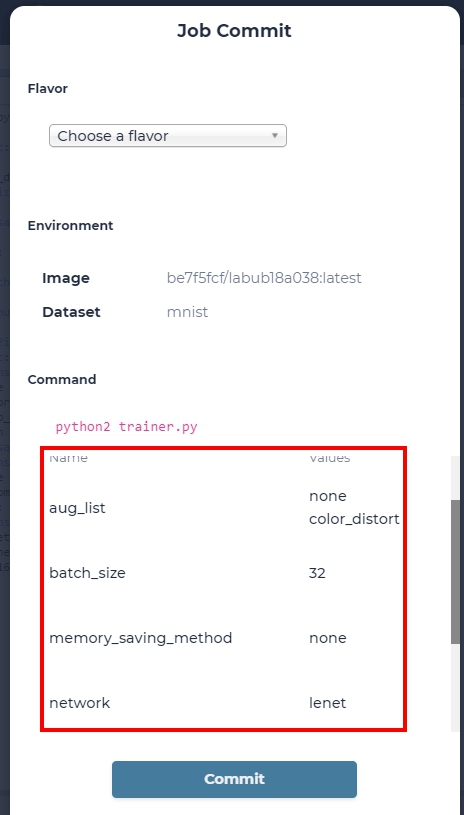 Job Commit
Flavor
Choose a flavor
Environment
Image be7f5fcf/labub18a038:latest
Dataset mnist
Command
python2 trainer.py
Name Values
aug_list none
color_distort
batch_size 32
memory_saving_method none
network lenet
Commit